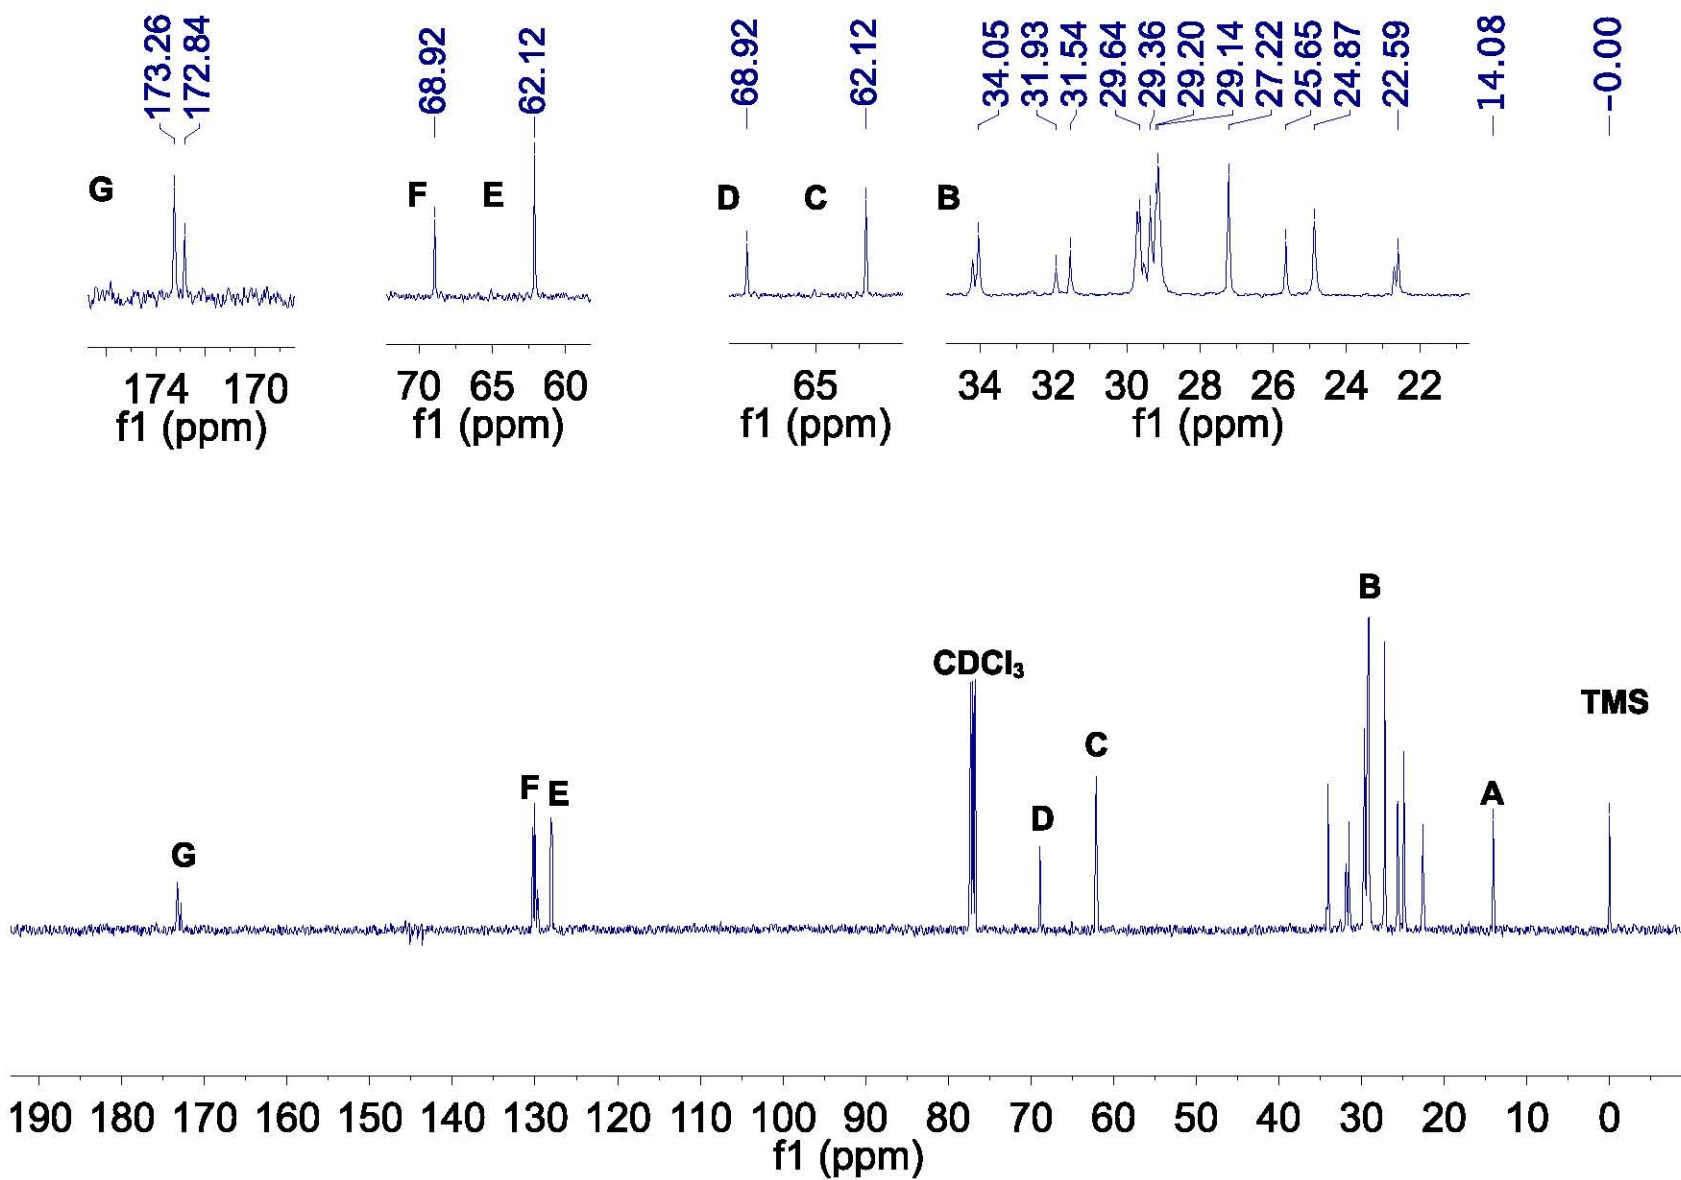 173.26
172.84
68.92
62.12
68.92
62.12
34.05
31.93
31.54
29.64
29.36
29.20
29.14
27.22
25.65
24.87
22.59
14.08
-0.00
G
F E
D C
B
174 170
f1 (ppm)
70 65 60
f1 (ppm)
65
f1 (ppm)
34 32 30 28 26 24 22
f1 (ppm)
B
CDCl₃
TMS
C
F E
A
D
G
190 180 170 160 150 140 130 120 110 100 90 80 70 60 50 40 30 20 10 0
f1 (ppm)